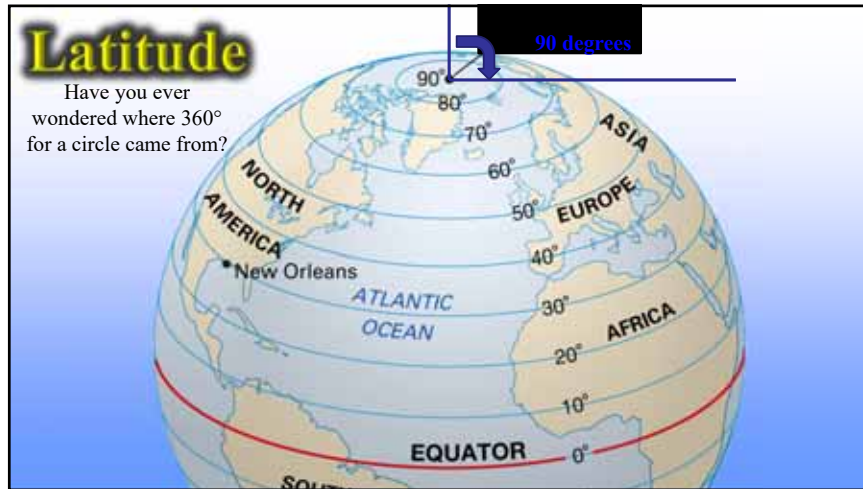 Latitude
Have you ever
wondered where 360°
for a circle came from?
90 degrees
90°
80°
70°
60°
50°
40°
30°
20°
10°
0°
ASIA
NORTH
AMERICA
EUROPE
New Orleans
ATLANTIC
OCEAN
AFRICA
EQUATOR